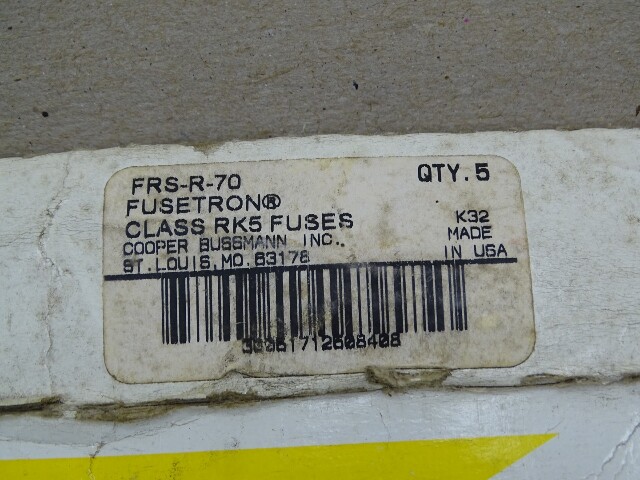 FRS-R-70 QTY. 5
FUSETRON®
CLASS RK5 FUSES K32
COOPER BUSSMANN INC., MADE
ST. LOUIS, MO. 63178 IN USA
30051712608408